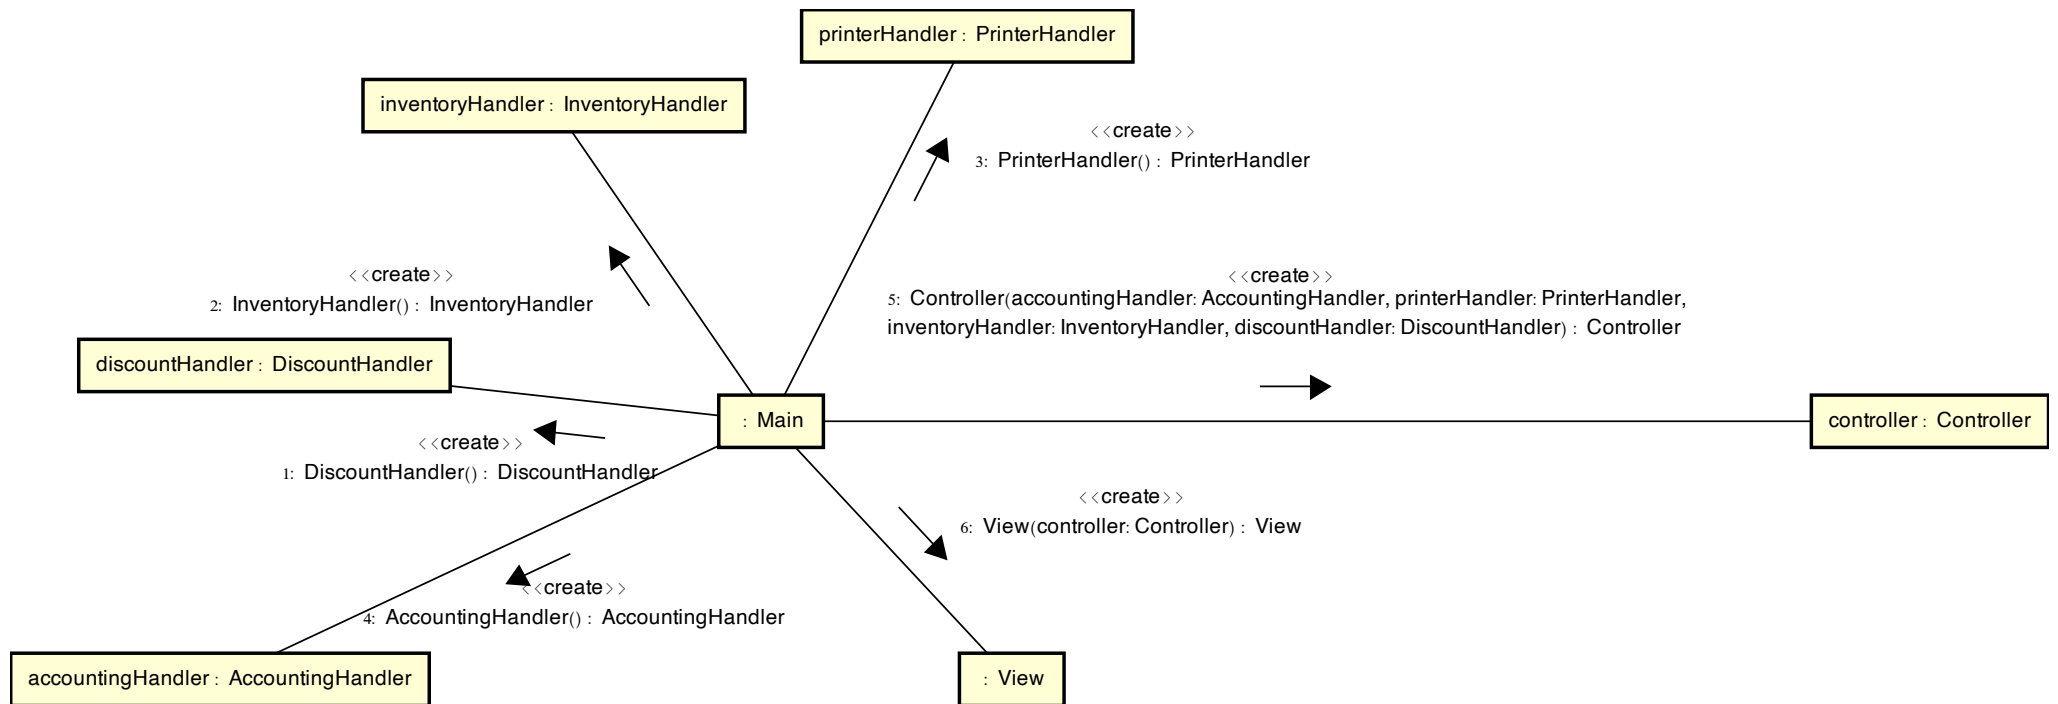 printerHandler : PrinterHandler
inventoryHandler : InventoryHandler
<<create>>
3: PrinterHandler() : PrinterHandler
<<create>>
2: InventoryHandler() : InventoryHandler
<<create>>
5: Controller(accountingHandler: AccountingHandler, printerHandler: PrinterHandler,
inventoryHandler: InventoryHandler, discountHandler: DiscountHandler) : Controller
discountHandler : DiscountHandler
: Main
controller : Controller
<<create>>
1: DiscountHandler() : DiscountHandler
<<create>>
6: View(controller: Controller) : View
<<create>>
4: AccountingHandler() : AccountingHandler
accountingHandler : AccountingHandler
: View